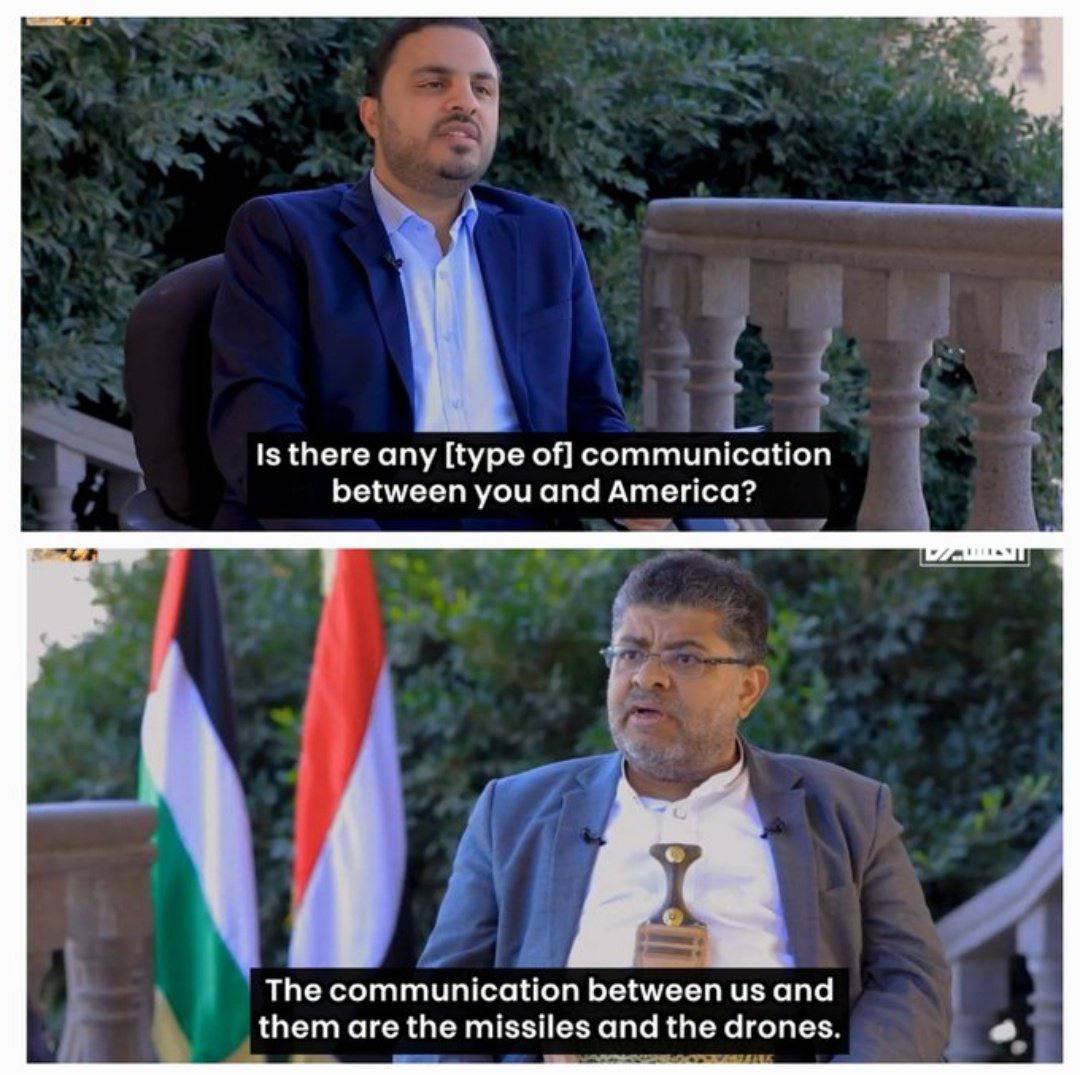 Is there any [type of] communication
between you and America?
The communication between us and
them are the missiles and the drones.